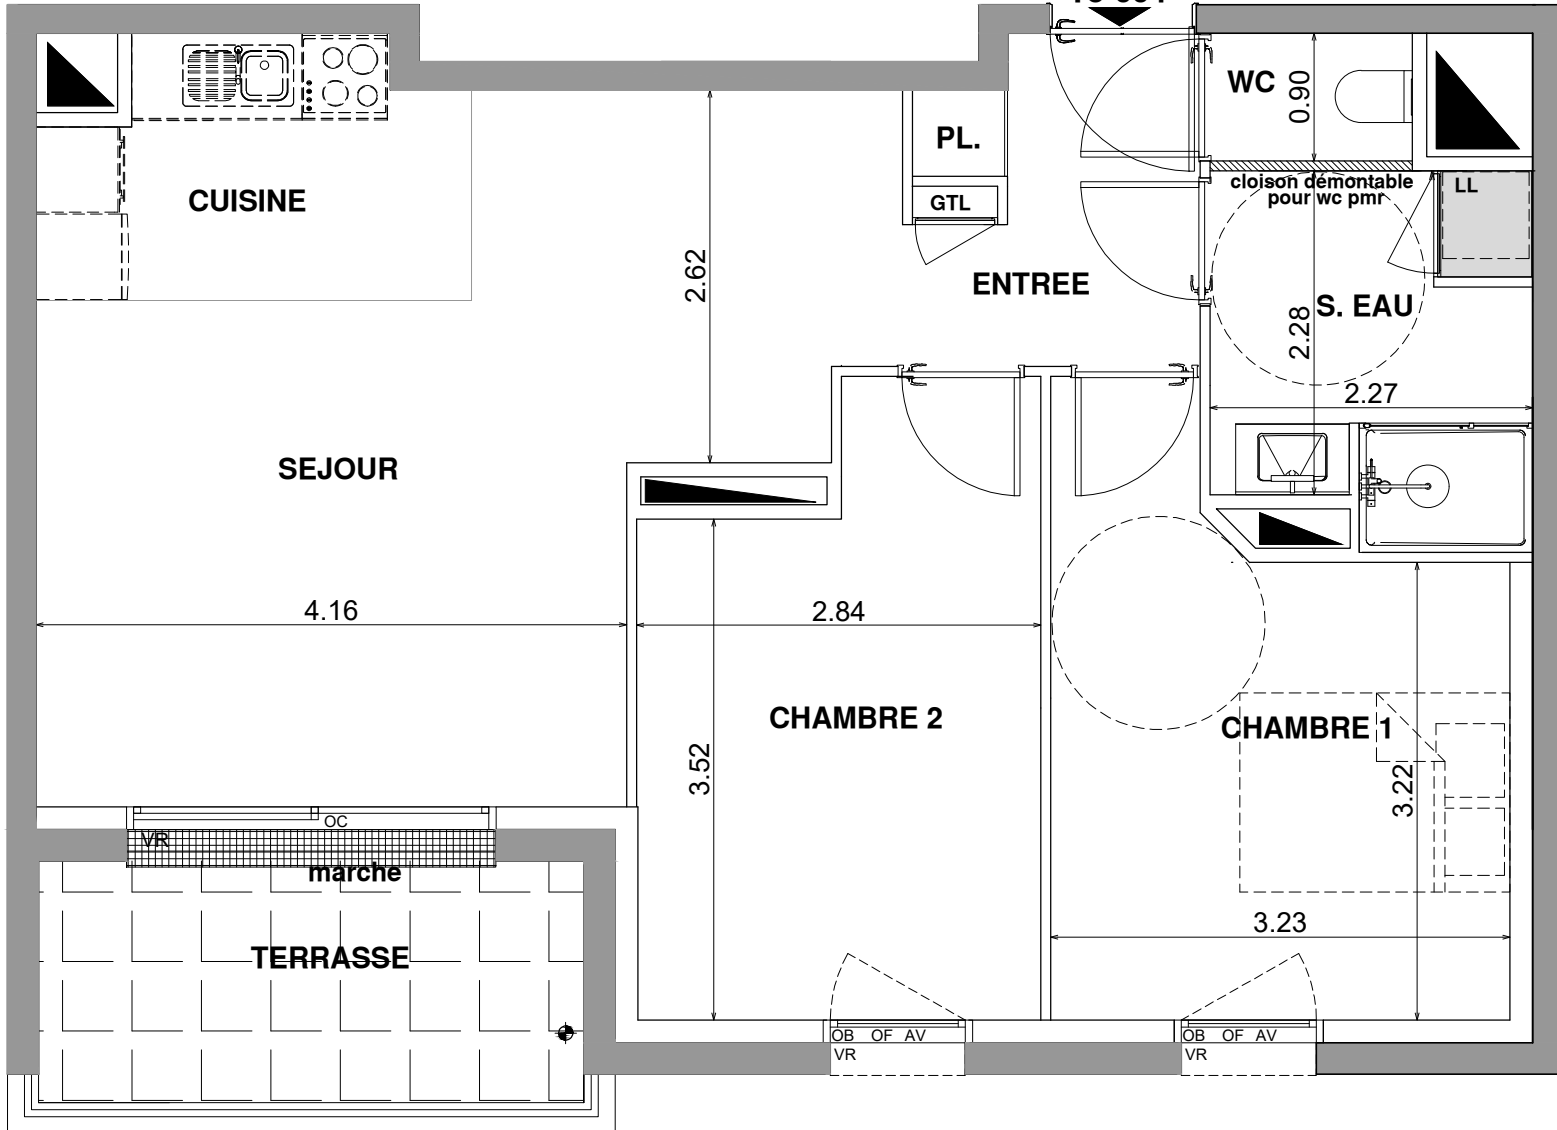 WC
0.90
PL.
cloison démontable
pour wc pmr
LL
CUISINE
GTL
2.62
ENTREE
S. EAU
2.28
2.27
SEJOUR
4.16
2.84
CHAMBRE 2
CHAMBRE 1
3.52
3.22
OC
VR
marche
3.23
TERRASSE
OB OF AV
VR
OB OF AV
VR